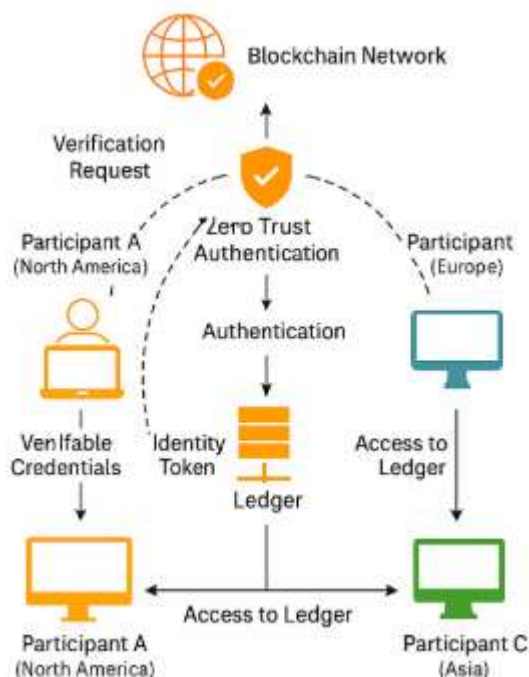 Blockchain Network
Verification
Request
Zero Trust
Authentication
Participant A
(North America)
Participant
(Europe)
Authentication
VenIfable
Credentials
Identity
Token
Ledger
Access to
Ledger
Access to Ledger
Participant A
(North America)
Participant C
(Asia)